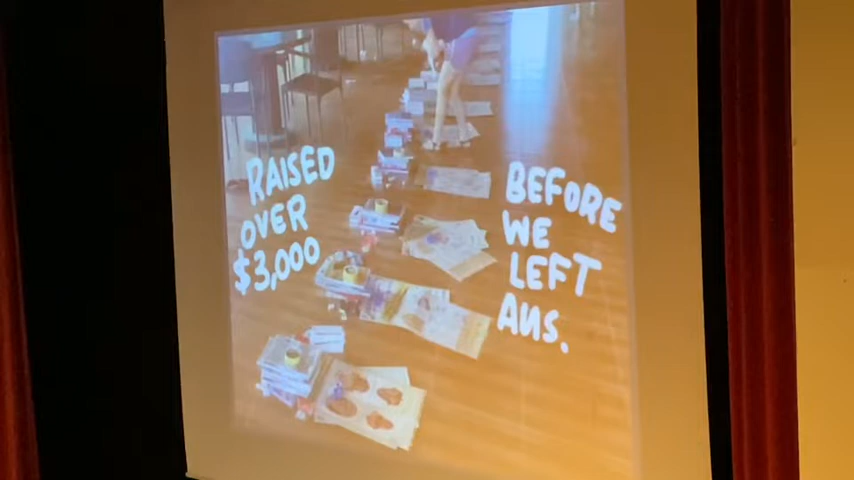 RAISED
OVER
$3,000
BEFORE
WE
LEFT
AUS.